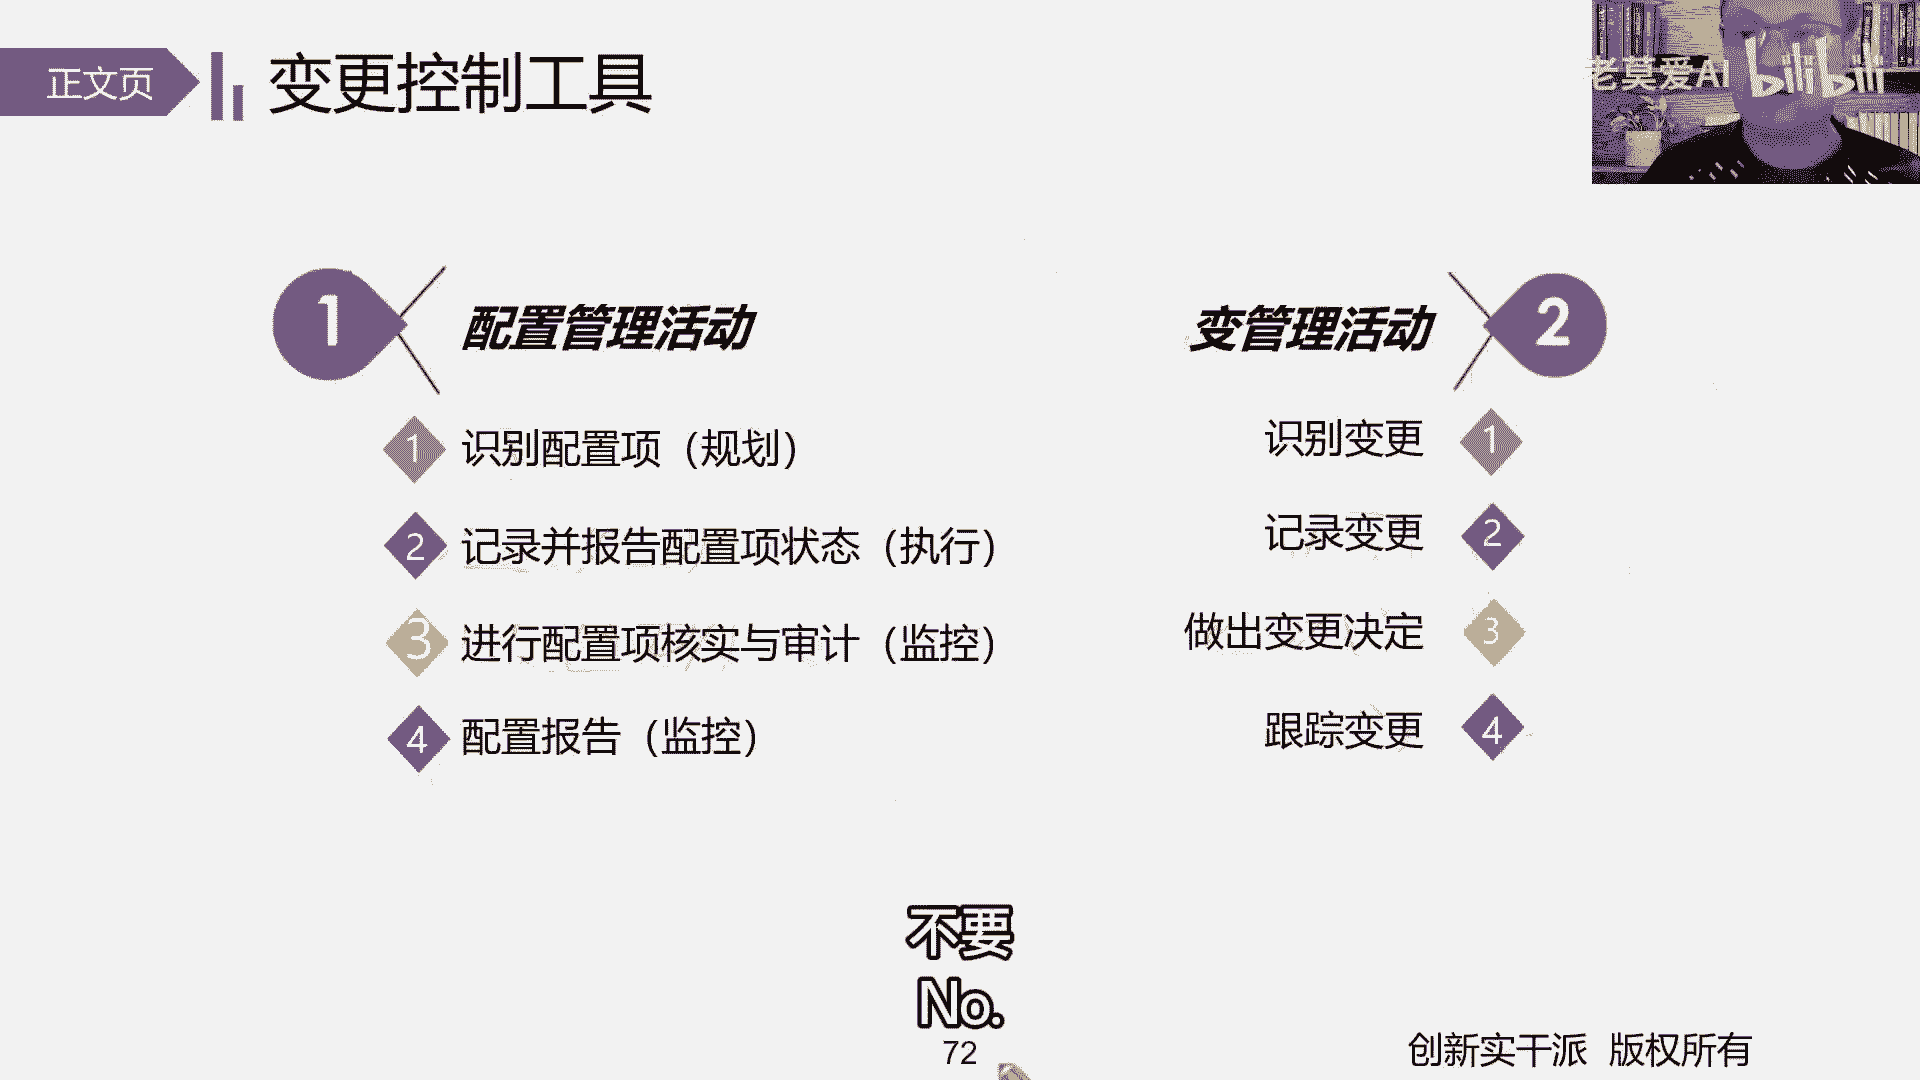 正文页
变更控制工具
老莫爱AI
bilibili
1
配置管理活动
1 识别配置项（规划）
2 记录并报告配置项状态（执行）
3 进行配置项核实与审计（监控）
4 配置报告（监控）
变管理活动 2
识别变更 1
记录变更 2
做出变更决定 3
跟踪变更 4
不要
No.
72
创新实干派 版权所有